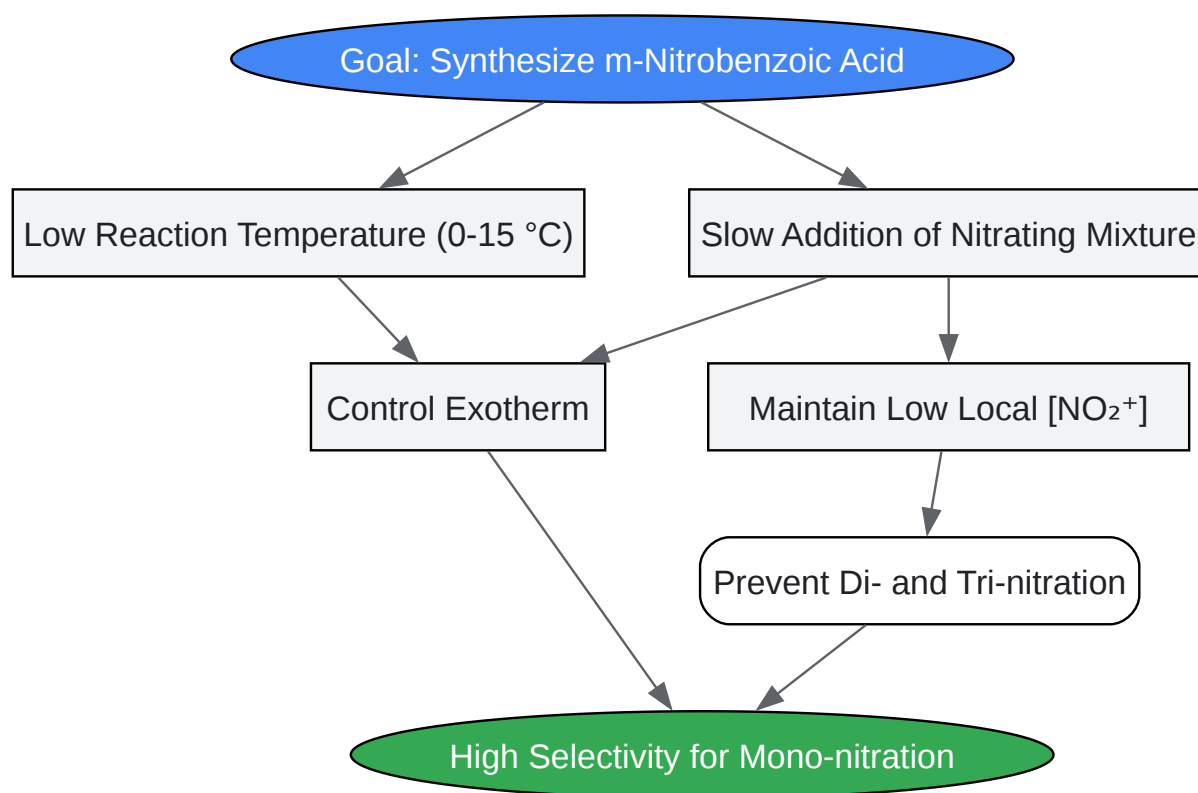 Goal: Synthesize m-Nitrobenzoic Acid
Low Reaction Temperature (0-15 °C)
Slow Addition of Nitrating Mixture
Control Exotherm
Maintain Low Local [NO₂⁺]
Prevent Di- and Tri-nitration
High Selectivity for Mono-nitration